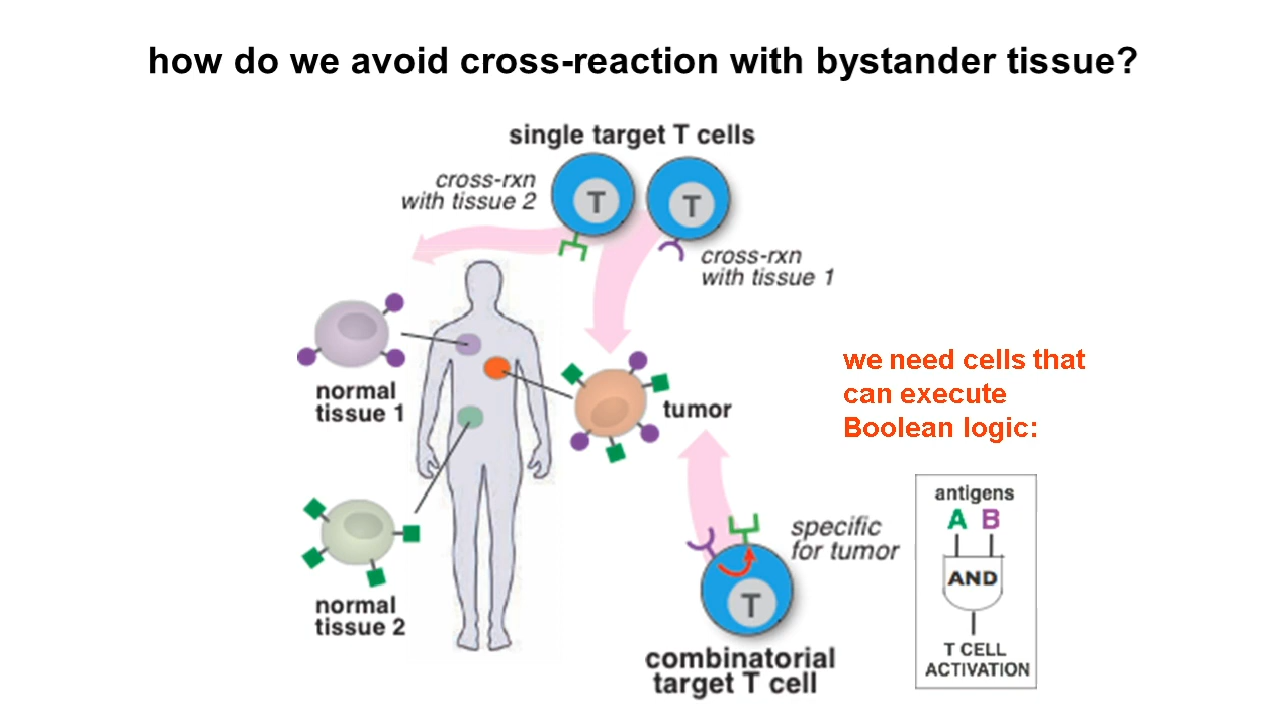 how do we avoid cross-reaction with bystander tissue?
single target T cells
cross-rxn
with tissue 2
T
T
cross-rxn
with tissue 1
normal
tissue 1
tumor
we need cells that
can execute
Boolean logic:
normal
tissue 2
specific
for tumor
T
combinatorial
target T cell
antigens
A B
AND
T CELL
ACTIVATION